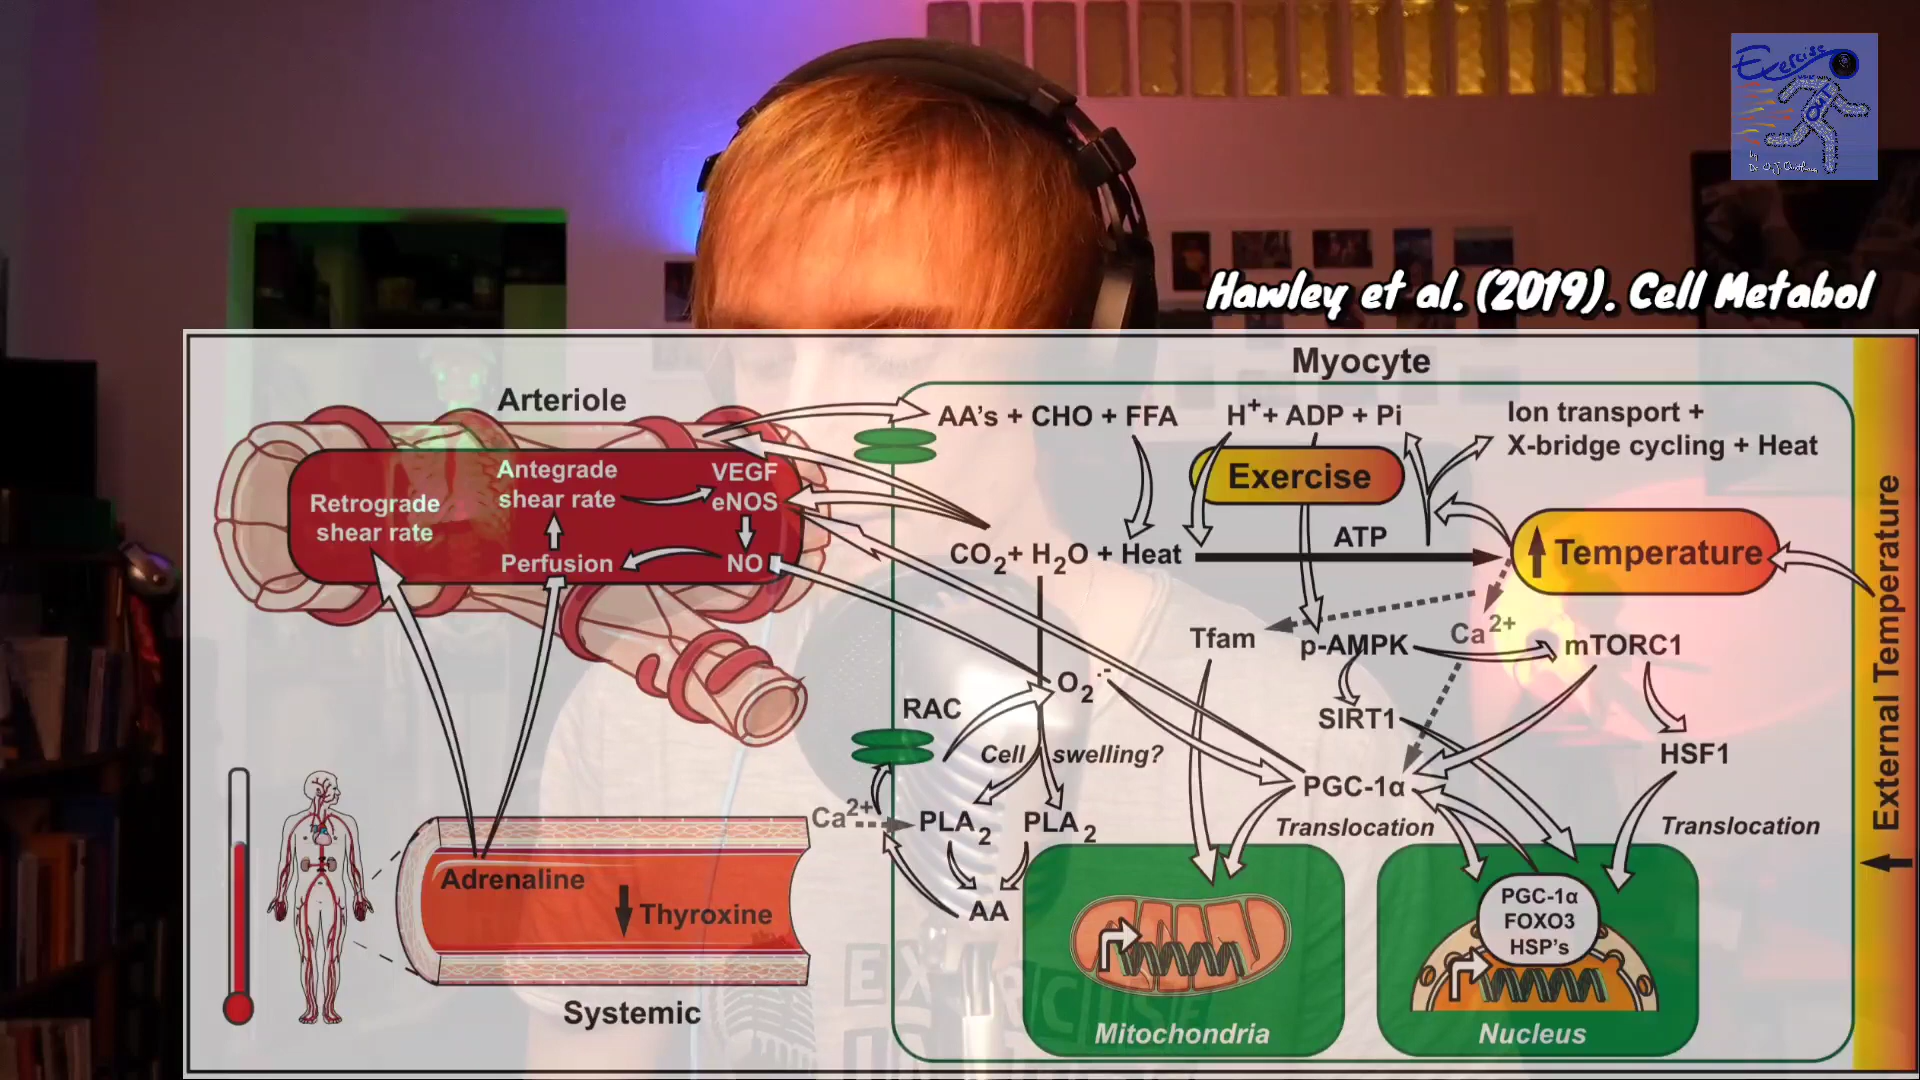 Exercise
by
Hawley et al. (2019). Cell Metabol
Myocyte
Arteriole
AA's + CHO + FFA
H+ + ADP + Pi
Ion transport +
X-bridge cycling + Heat
Exercise
Antegrade
shear rate
VEGF
eNOS
Retrograde
shear rate
Perfusion
NO
CO2 + H2O + Heat
ATP
Temperature
External Temperature
Tfam
p-AMPK
Ca2+
mTORC1
O2·-
RAC
SIRT1
Cell swelling?
HSF1
PGC-1α
Ca2+
PLA2
PLA2
Translocation
Translocation
AA
Adrenaline
Thyroxine
PGC-1α
FOXO3
HSP's
Systemic
Mitochondria
Nucleus
EX